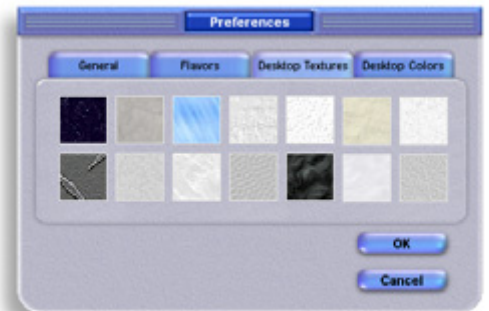 Preferences
General Flavors Desktop Textures Desktop Colors
OK
Cancel